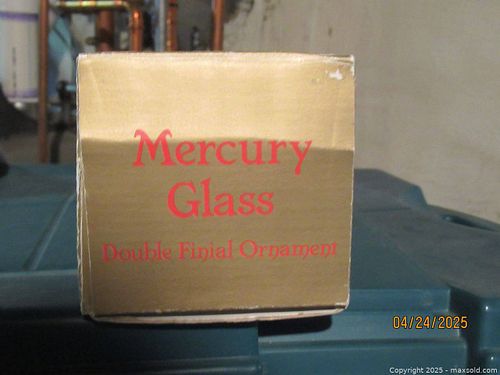 Mercury
Glass
Double Finial Ornament
04/24/2025
Copyright 2025 - maxsold.com